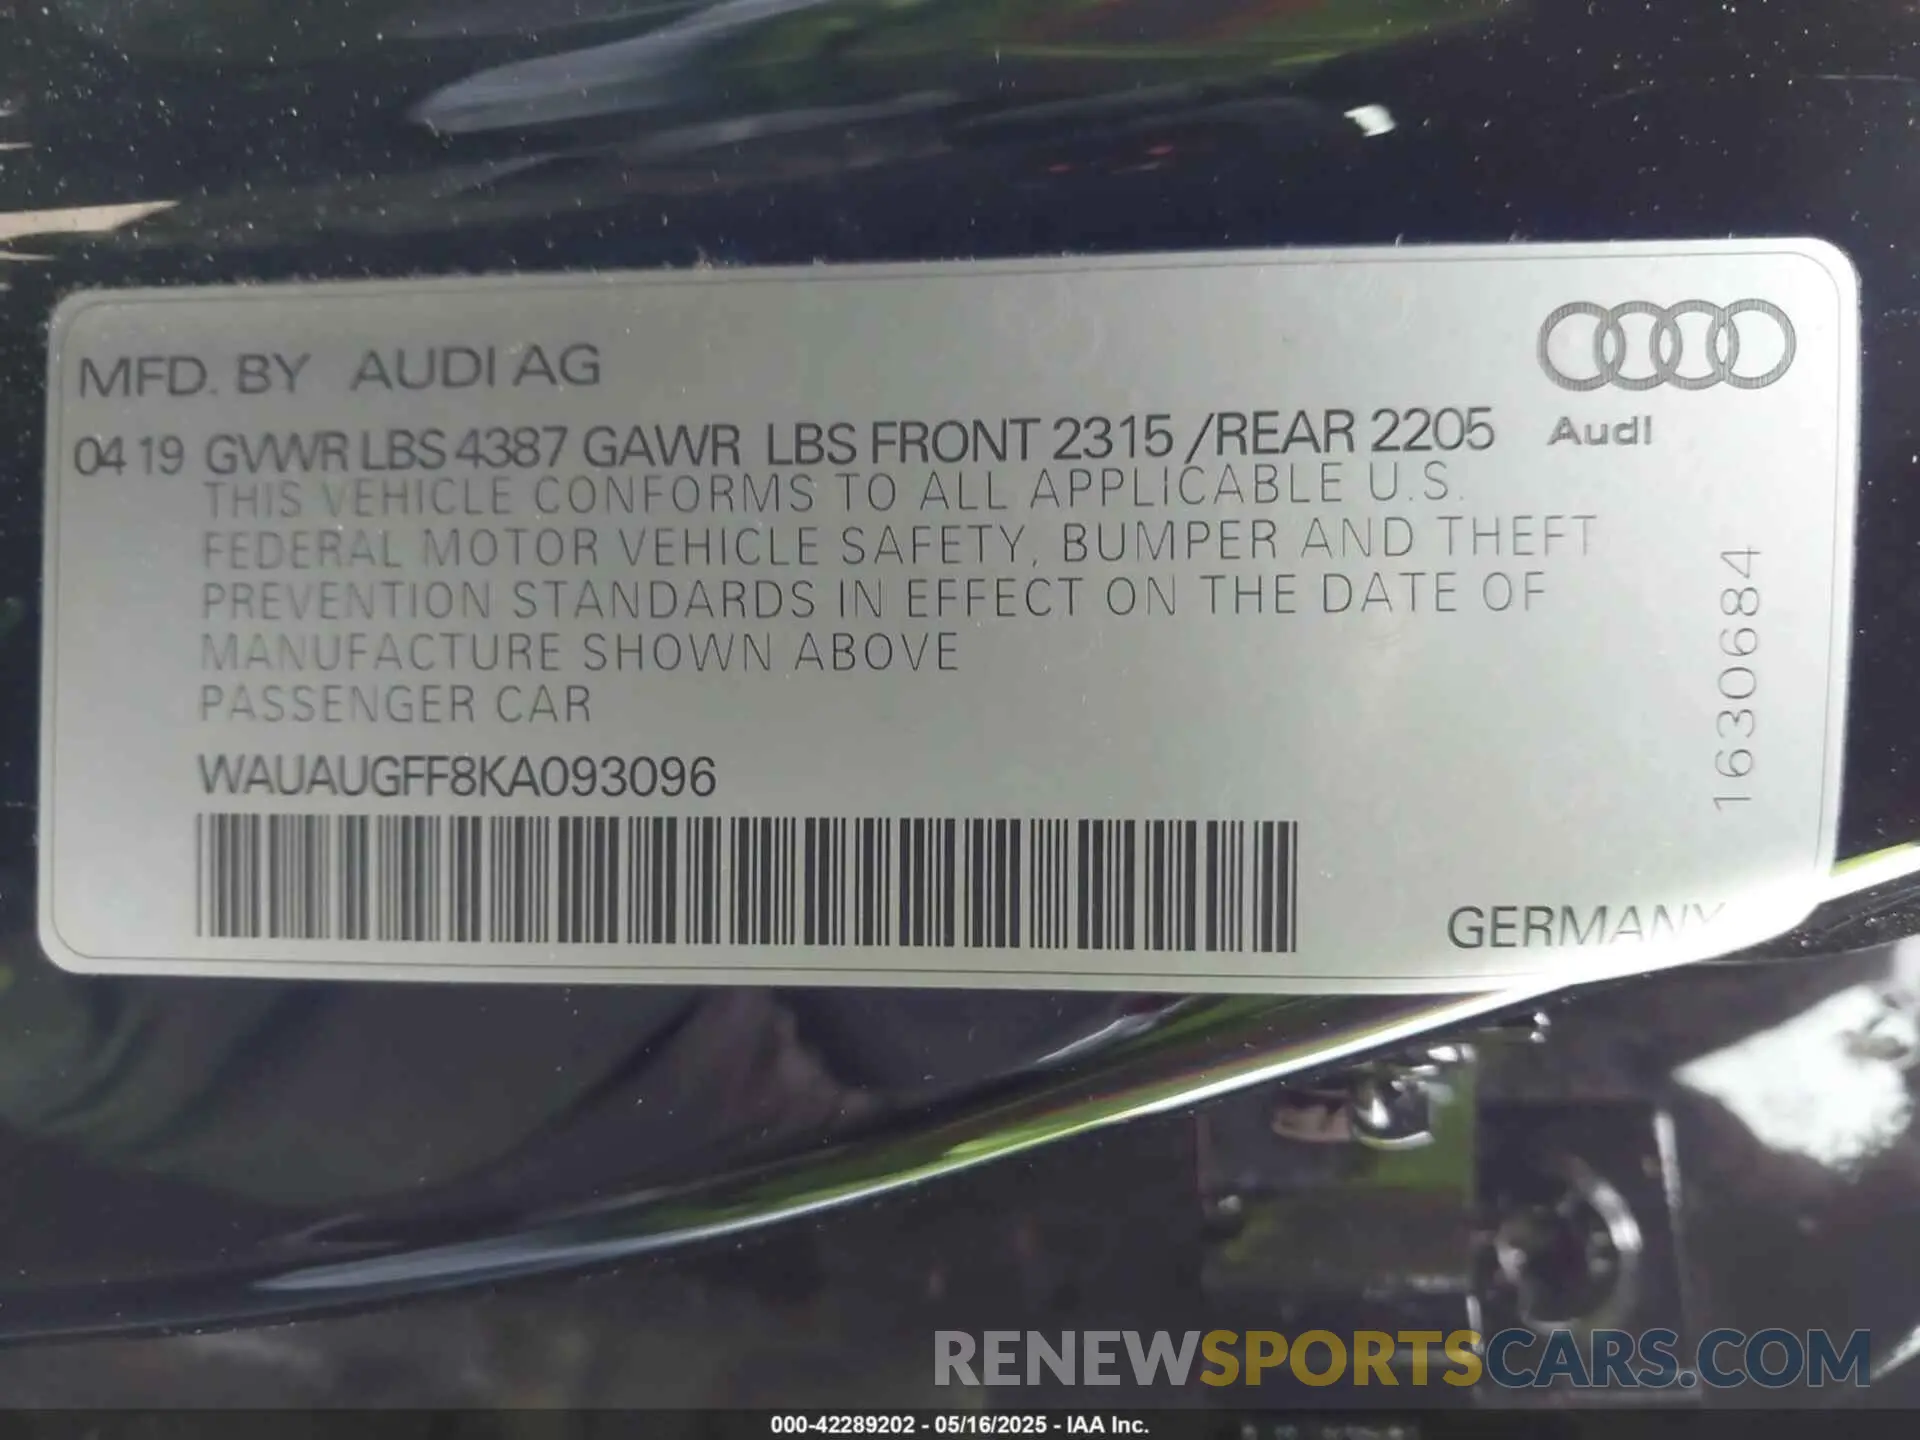 MFD. BY AUDI AG
04 19 GVWR LBS 4387 GAWR LBS FRONT 2315 /REAR 2205
Audi
THIS VEHICLE CONFORMS TO ALL APPLICABLE U.S.
FEDERAL MOTOR VEHICLE SAFETY, BUMPER AND THEFT
PREVENTION STANDARDS IN EFFECT ON THE DATE OF
MANUFACTURE SHOWN ABOVE
PASSENGER CAR
WAUAUGFF8KA093096
1630684
GERMANY
RENEWSPORTSCARS.COM
000-42289202 - 05/16/2025 - IAA Inc.